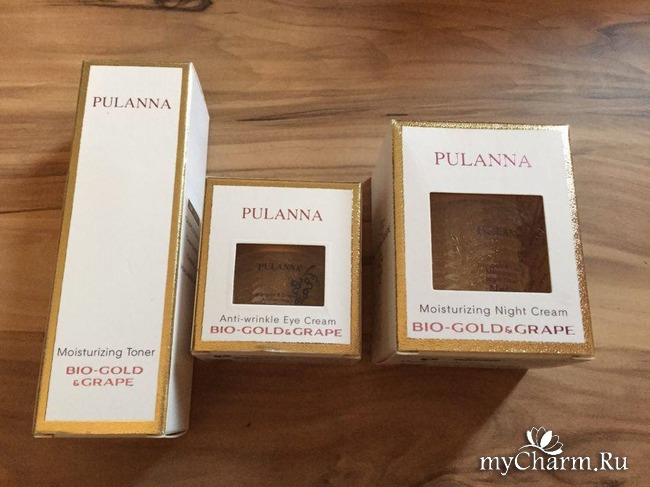 PULANNA
Moisturizing Toner
BIO-GOLD
& GRAPE
PULANNA
PULANNA
Anti-wrinkle Eye Cream
BIO-GOLD&GRAPE
PULANNA
Moisturizing Night Cream
BIO-GOLD&GRAPE
myCharm.Ru